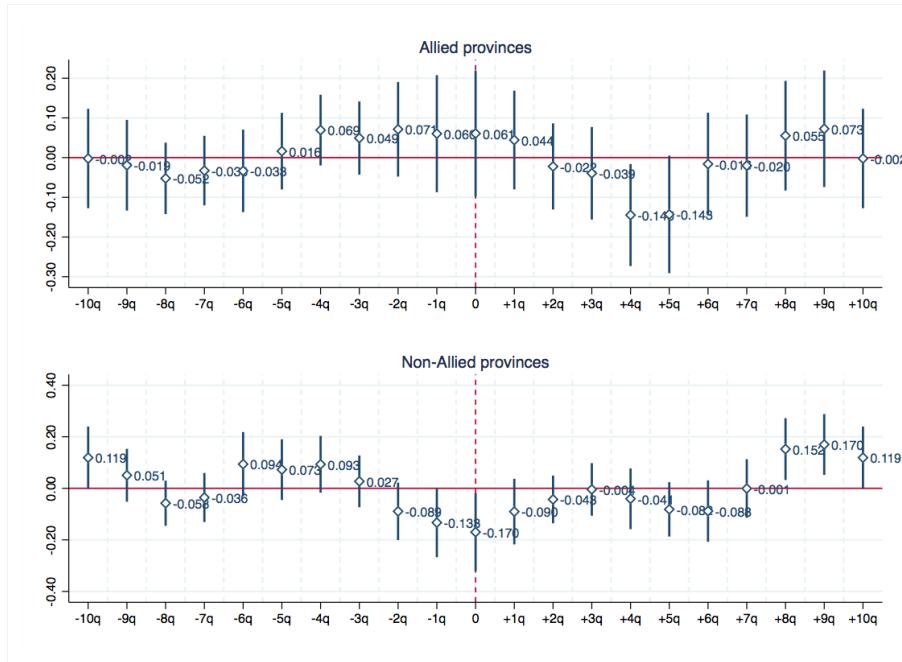 Allied provinces
0.20
0.10
0.00
-0.10
-0.20
-0.30
-0.002 -0.019 -0.052 -0.038 0.016 0.069 0.049 0.071 0.061 0.044 -0.022 -0.039 -0.143 -0.020 0.055 0.073 -0.002
-10q -9q -8q -7q -6q -5q -4q -3q -2q -1q 0 +1q +2q +3q +4q +5q +6q +7q +8q +9q +10q
Non-Allied provinces
0.40
0.20
0.00
-0.20
-0.40
0.119 0.051 -0.036 0.094 0.073 0.093 0.027 -0.089 -0.133 -0.170 -0.090 -0.043 -0.004 -0.041 -0.088 -0.001 0.152 0.170 0.119
-10q -9q -8q -7q -6q -5q -4q -3q -2q -1q 0 +1q +2q +3q +4q +5q +6q +7q +8q +9q +10q